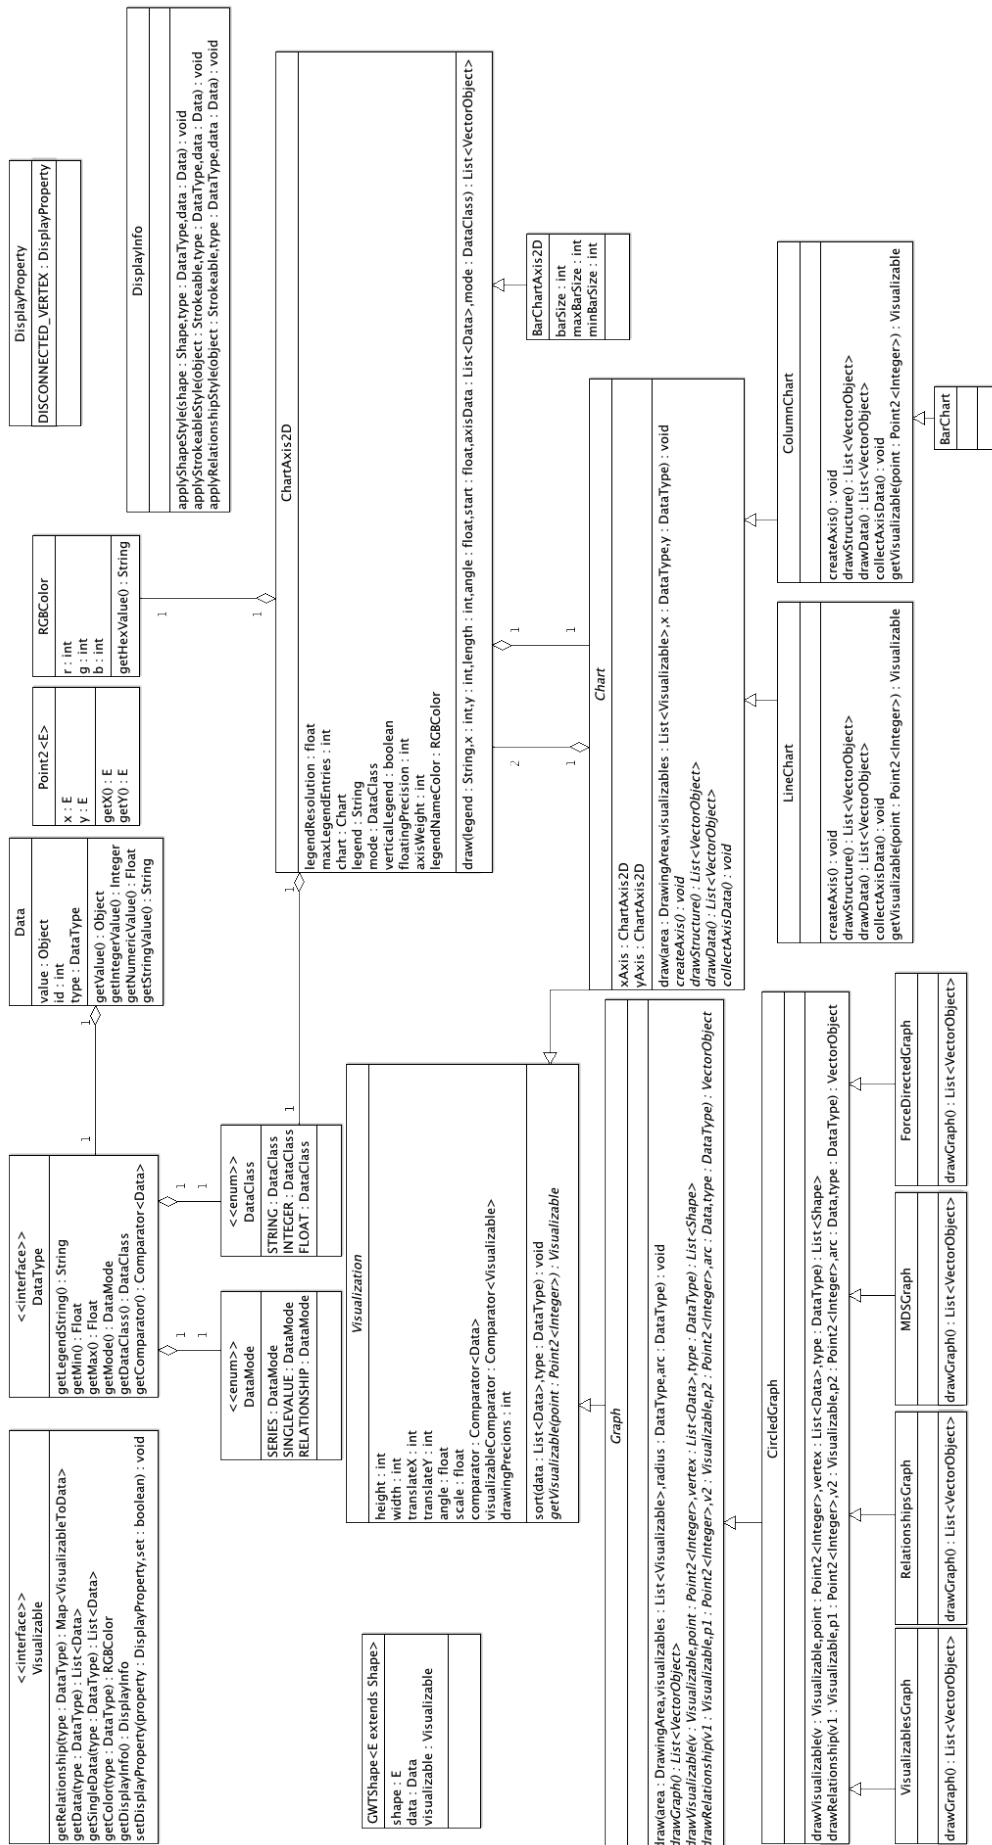 <<interface>>
Visualizable
getRelationship(type : DataType) : Map<VisualizableToData>
getData(type : DataType) : List<Data>
getSingleData(type : DataType) : List<Data>
getColor(type : DataType) : RGBColor
getDisplayInfo() : DisplayInfo
setDisplayProperty(property : DisplayProperty,set : boolean) : void
<<interface>>
DataType
getLegendString() : String
getMin() : Float
getMax() : Float
getMode() : DataMode
getDataClass() : DataClass
getComparator() : Comparator<Data>
1
1
Data
value : Object
id : int
type : DataType
getValue() : Object
getIntegerValue() : Integer
getNumericValue() : Float
getStringValue() : String
Point2<E>
x : E
y : E
getX() : E
getY() : E
RGBColor
r : int
g : int
b : int
getHexValue() : String
DisplayProperty
DISCONNECTED_VERTEX : DisplayProperty
DisplayInfo
applyShapeStyle(shape : Shape,type : DataType,data : Data) : void
applyStrokeableStyle(object : Strokeable,type : DataType,data : Data) : void
applyRelationshipStyle(object : Strokeable,type : DataType,data : Data) : void
1
1
1
1
<<enum>>
DataMode
SERIES : DataMode
SINGLEVALUE : DataMode
RELATIONSHIP : DataMode
<<enum>>
DataClass
STRING : DataClass
INTEGER : DataClass
FLOAT : DataClass
1
1
1
1
ChartAxis2D
legendResolution : float
maxLegendEntries : int
chart : Chart
legend : String
mode : DataClass
verticalLegend : boolean
floatingPrecision : int
axisWeight : int
legendNameColor : RGBColor
draw(legend : String,x : int,y : int,length : int,angle : float,start : float,axisData : List<Data>,mode : DataClass) : List<VectorObject>
GWTShape<E extends Shape>
shape : E
data : Data
visualizable : Visualizable
Visualization
height : int
width : int
translateX : int
translateY : int
angle : float
scale : float
comparator : Comparator<Data>
visualizableComparator : Comparator<Visualizable>
drawingPrecions : int
sort(data : List<Data>,type : DataType) : void
getVisualizable(point : Point2<Integer>) : Visualizable
2
1
1
1
BarChartAxis2D
barSize : int
maxBarSize : int
minBarSize : int
Graph
draw(area : DrawingArea,visualizables : List<Visualizable>,radius : DataType,arc : DataType) : void
drawGraph() : List<VectorObject>
drawVisualizable(v : Visualizable,point : Point2<Integer>,vertex : List<Data>,type : DataType) : List<Shape>
drawRelationship(v1 : Visualizable,p1 : Point2<Integer>,v2 : Visualizable,p2 : Point2<Integer>,arc : Data,type : DataType) : VectorObject
Chart
xAxis : ChartAxis2D
yAxis : ChartAxis2D
draw(area : DrawingArea,visualizables : List<Visualizable>,x : DataType,y : DataType) : void
createAxis() : void
drawStructure() : List<VectorObject>
drawData() : List<VectorObject>
collectAxisData() : void
CircledGraph
drawVisualizable(v : Visualizable,point : Point2<Integer>,vertex : List<Data>,type : DataType) : List<Shape>
drawRelationship(v1 : Visualizable,p1 : Point2<Integer>,v2 : Visualizable,p2 : Point2<Integer>,arc : Data,type : DataType) : VectorObject
LineChart
createAxis() : void
drawStructure() : List<VectorObject>
drawData() : List<VectorObject>
collectAxisData() : void
getVisualizable(point : Point2<Integer>) : Visualizable
ColumnChart
createAxis() : void
drawStructure() : List<VectorObject>
drawData() : List<VectorObject>
collectAxisData() : void
getVisualizable(point : Point2<Integer>) : Visualizable
VisualizablesGraph
drawGraph() : List<VectorObject>
RelationshipsGraph
drawGraph() : List<VectorObject>
MDSGraph
drawGraph() : List<VectorObject>
ForceDirectedGraph
drawGraph() : List<VectorObject>
BarChart